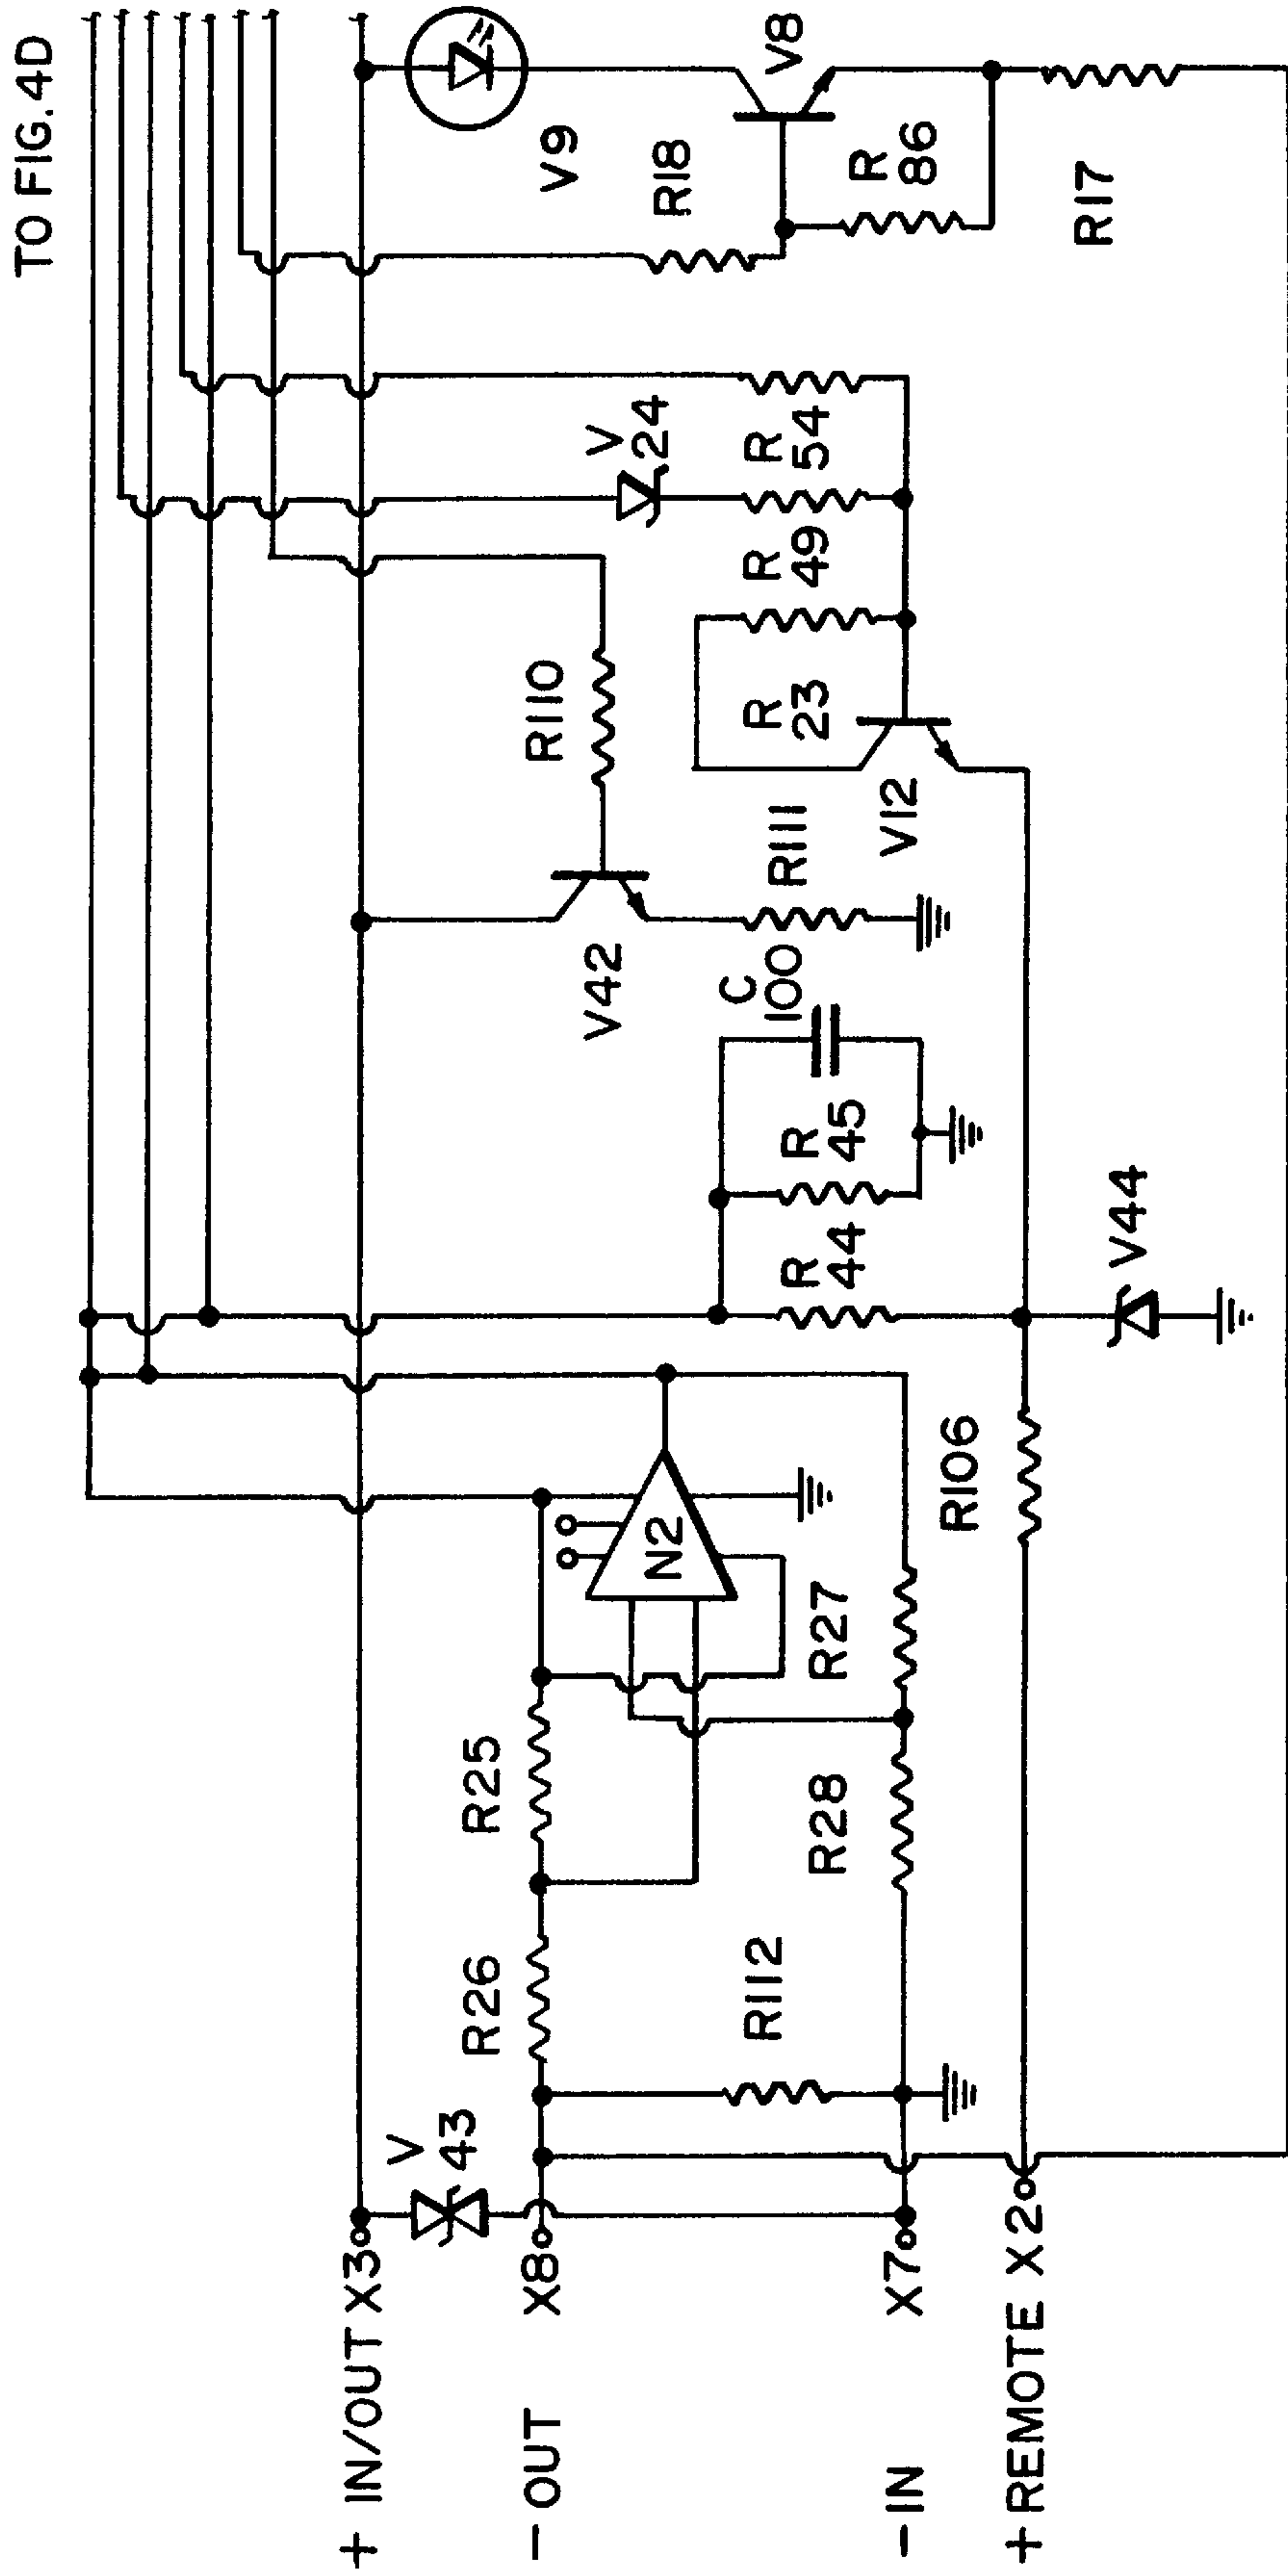 TO FIG. 4D
V9
V8
R18
R
86
R17
V
24
R
54
R
49
R110
R
23
V12
R111
V42
C
100
R
45
R
44
V44
R106
N2
R27
R25
R28
R26
R112
V
43
+ IN/OUT X3
- OUT X8
- IN X7
+ REMOTE X2